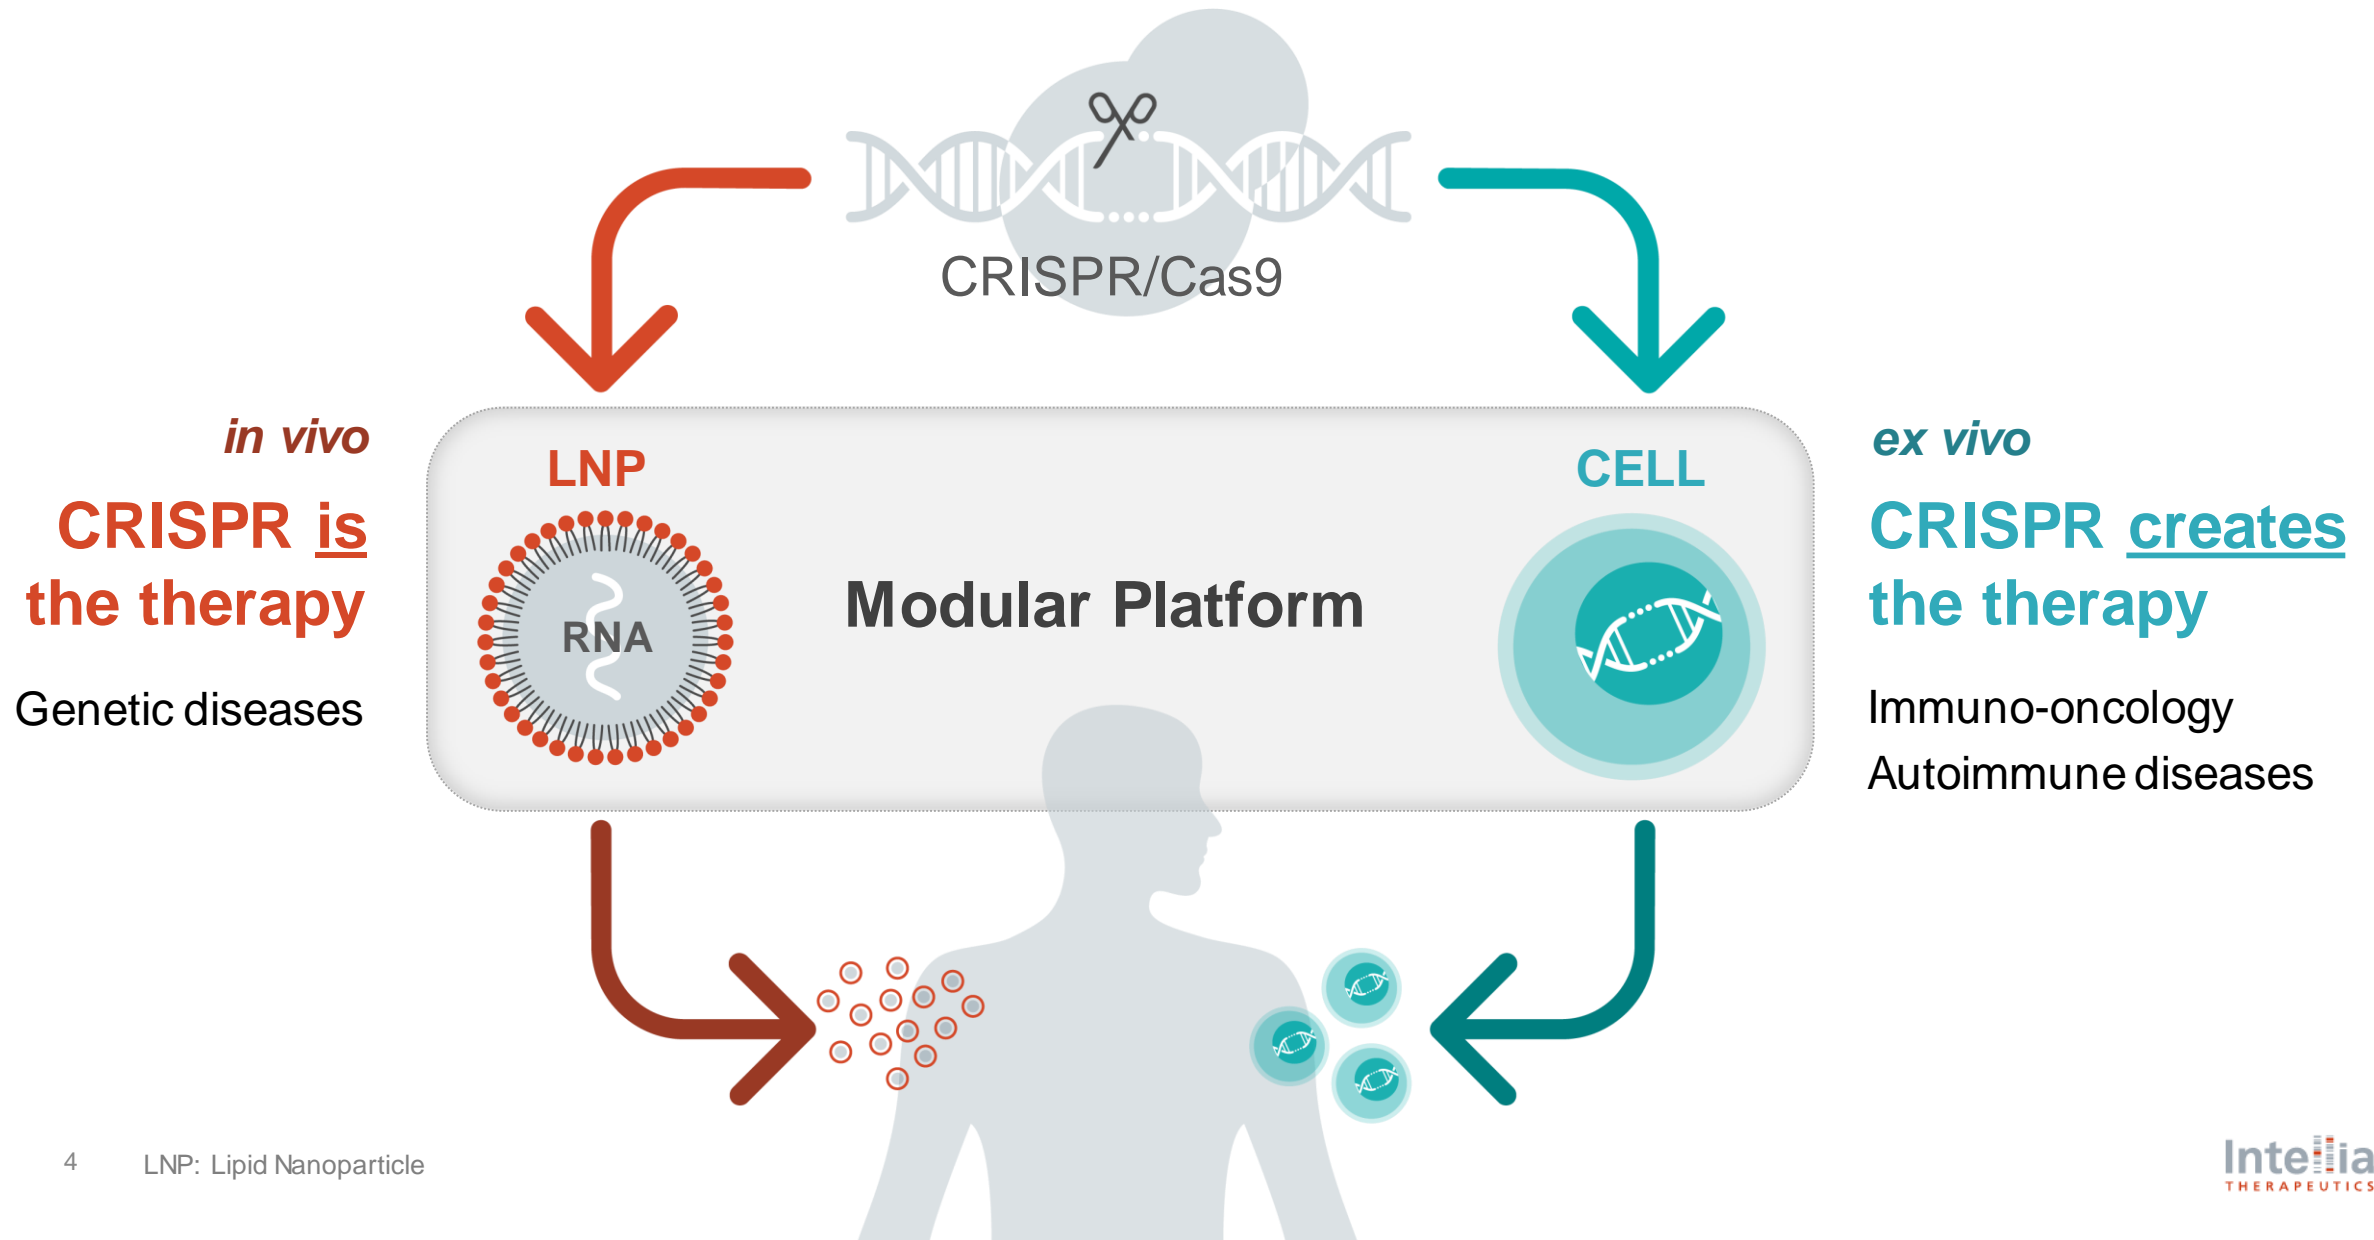 CRISPR/Cas9
in vivo
CRISPR is
the therapy
Genetic diseases
LNP
RNA
Modular Platform
CELL
ex vivo
CRISPR creates
the therapy
Immuno-oncology
Autoimmune diseases
4
LNP: Lipid Nanoparticle
Intellia
THERAPEUTICS